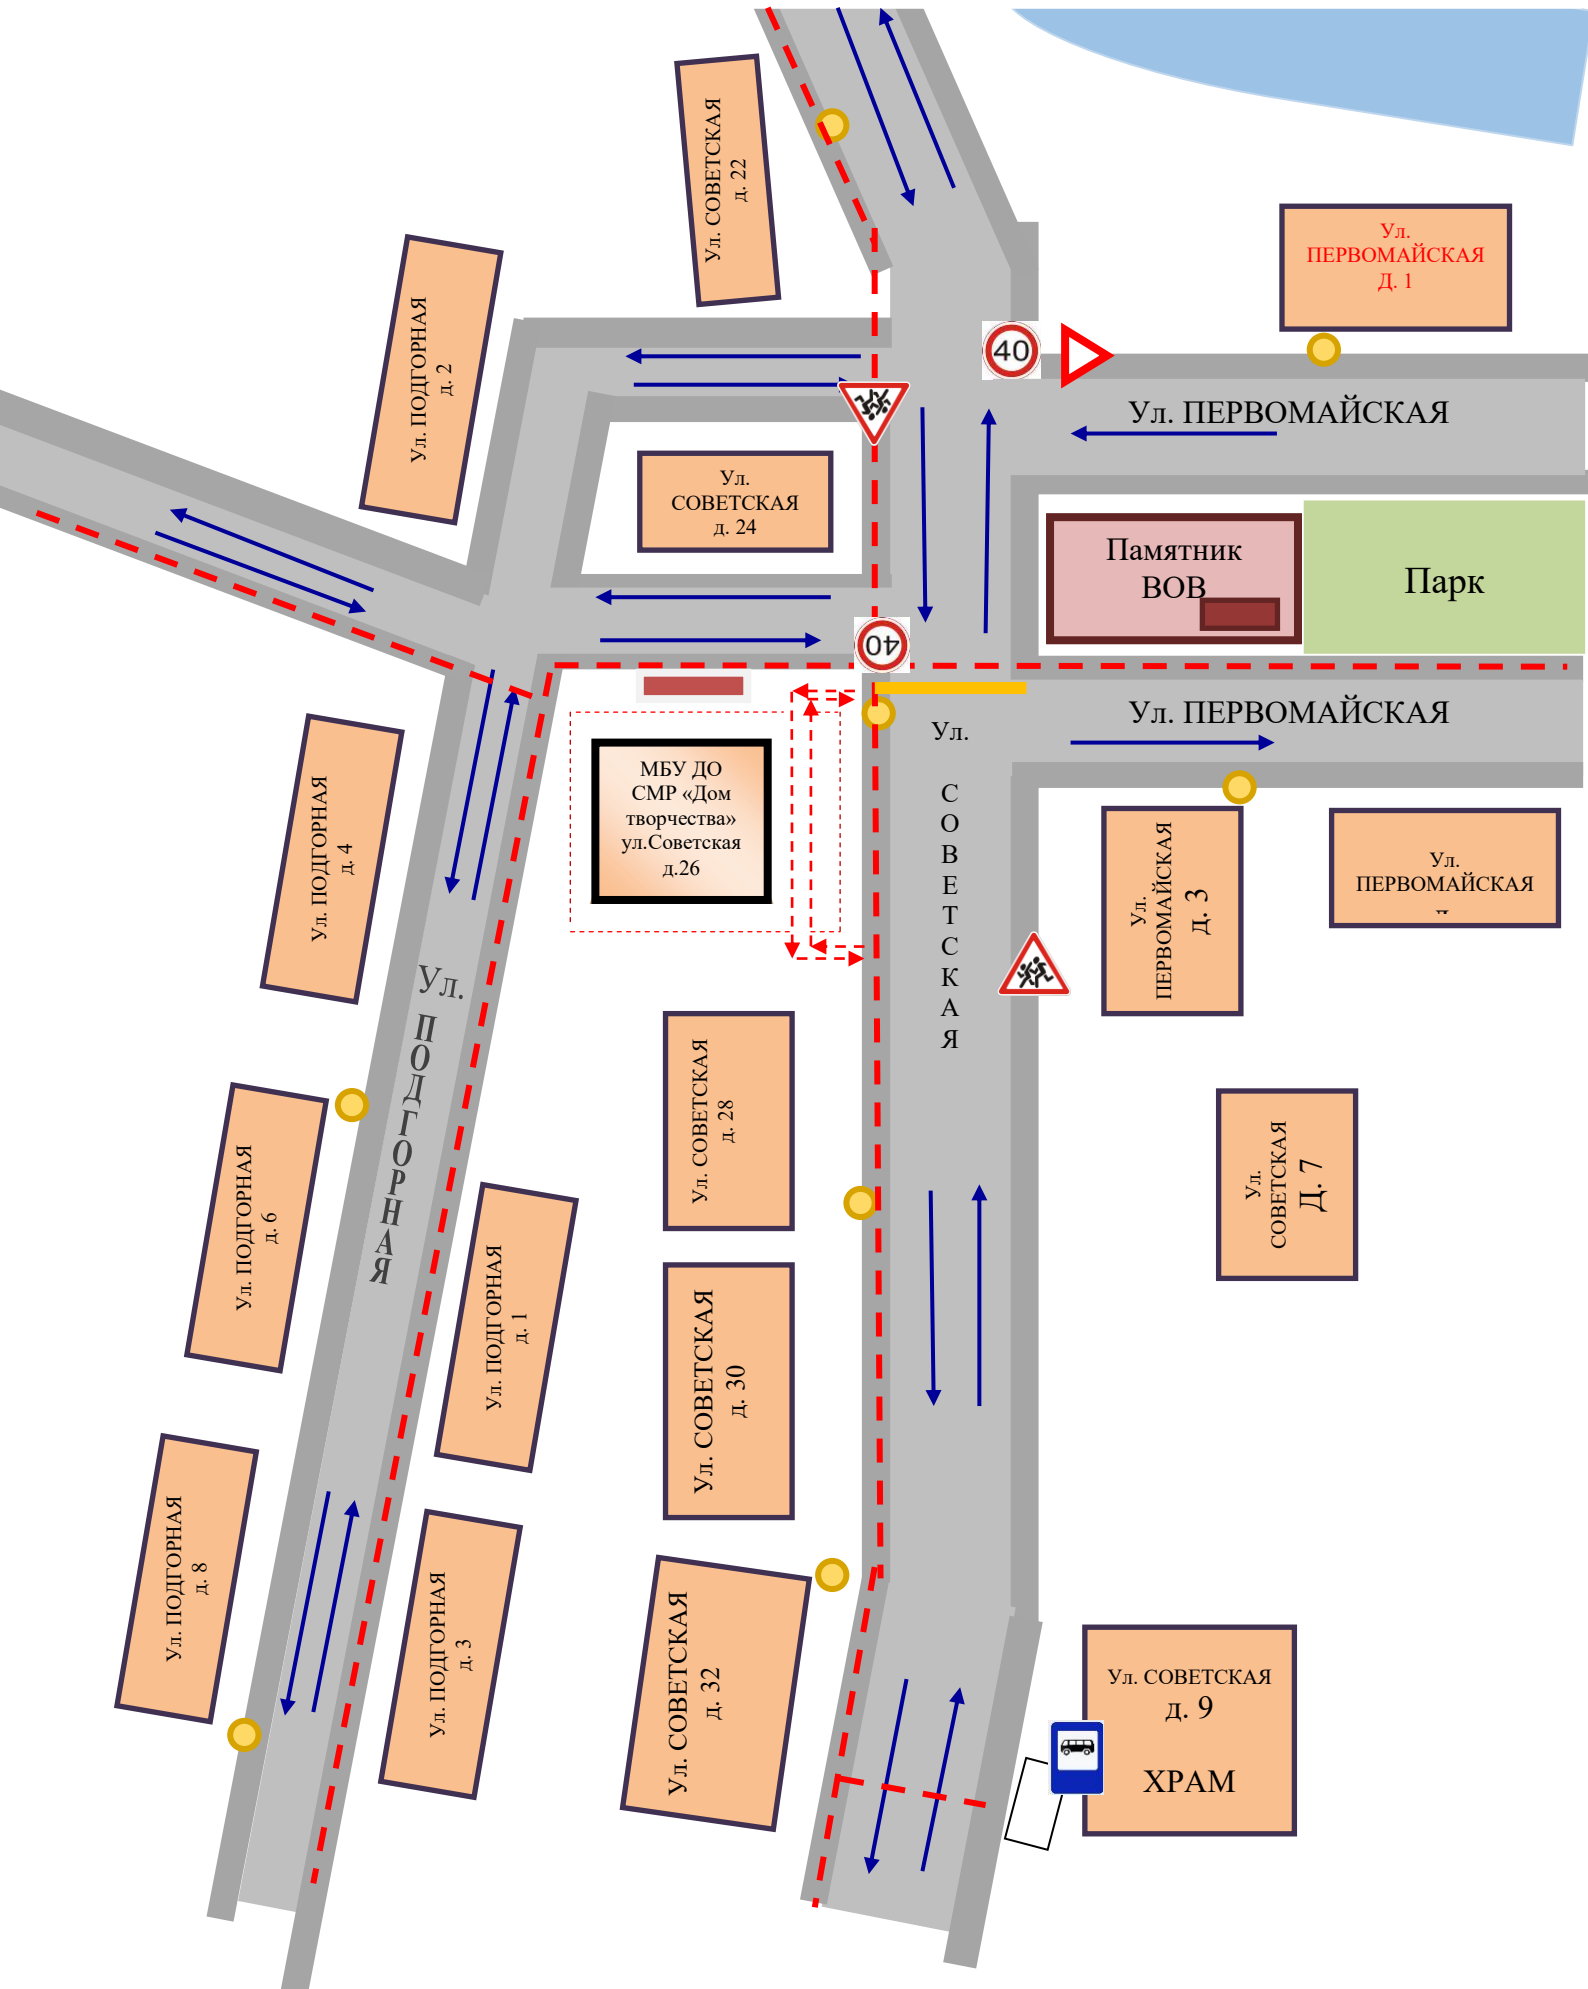 Ул. СОВЕТСКАЯ
д. 22
Ул.
ПЕРВОМАЙСКАЯ
Д. 1
Ул. ПОДГОРНАЯ
д. 2
40
Ул. ПЕРВОМАЙСКАЯ
Ул.
СОВЕТСКАЯ
д. 24
Памятник
ВОВ
Парк
40
Ул. ПЕРВОМАЙСКАЯ
Ул.
СОВЕТСКАЯ
МБУ ДО
СМР «Дом
творчества»
ул.Советская
д.26
Ул. ПОДГОРНАЯ
д. 4
Ул.
ПЕРВОМАЙСКАЯ
д. 3
Ул.
ПЕРВОМАЙСКАЯ
Ул.
ПОДГОРНАЯ
Ул. СОВЕТСКАЯ
д. 28
Ул.
СОВЕТСКАЯ
Д. 7
Ул. ПОДГОРНАЯ
д. 6
Ул. ПОДГОРНАЯ
д. 1
Ул. СОВЕТСКАЯ
д. 30
Ул. ПОДГОРНАЯ
д. 8
Ул. ПОДГОРНАЯ
д. 3
Ул. СОВЕТСКАЯ
д. 32
Ул. СОВЕТСКАЯ
д. 9
ХРАМ